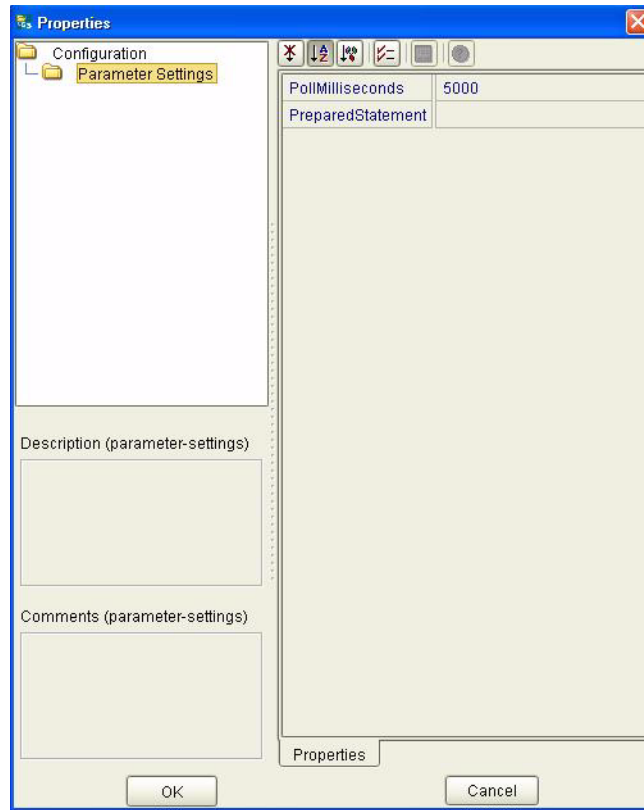 Properties
Configuration
Parameter Settings
PollMilliseconds 5000
PreparedStatement
Description (parameter-settings)
Comments (parameter-settings)
Properties
OK Cancel